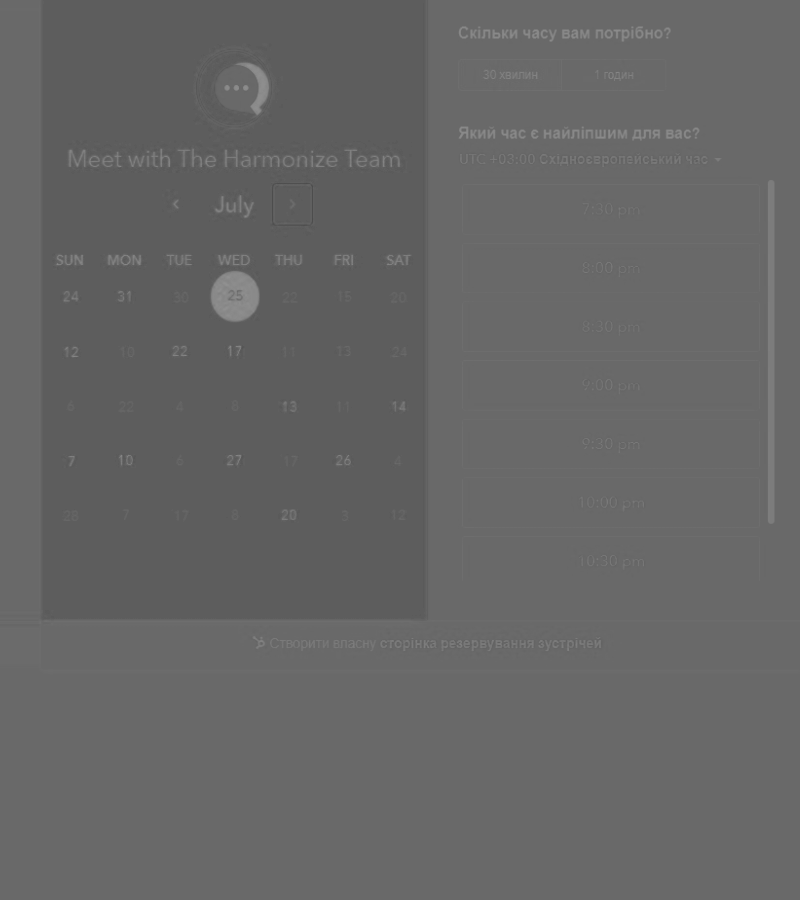 Скільки часу вам потрібно?
30 хвилин 1 годин
Який час є найліпшим для вас?
UTC +03:00 Східноєвропейський час
7:30 pm
8:00 pm
8:30 pm
9:00 pm
9:30 pm
10:00 pm
10:30 pm
Meet with The Harmonize Team
July
SUN MON TUE WED THU FRI SAT
24 31 30 25 22 15 20
12 10 22 17 11 13 24
22 4 8 13 11 14
7 10 6 27 17 26 4
7 17 8 20 3 12
Створити власну сторінка резервування зустрічей